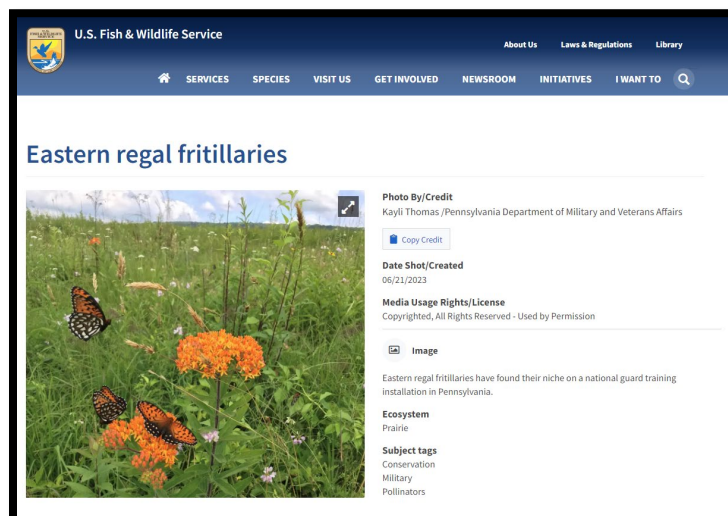 U.S. Fish & Wildlife Service
About Us Laws & Regulations Library
SERVICES SPECIES VISIT US GET INVOLVED NEWSROOM INITIATIVES I WANT TO
Eastern regal fritillaries
Photo By/Credit
Kayli Thomas /Pennsylvania Department of Military and Veterans Affairs
Copy Credit
Date Shot/Created
06/21/2023
Media Usage Rights/License
Copyrighted, All Rights Reserved - Used by Permission
Image
Eastern regal fritillaries have found their niche on a national guard training
installation in Pennsylvania.
Ecosystem
Prairie
Subject tags
Conservation
Military
Pollinators